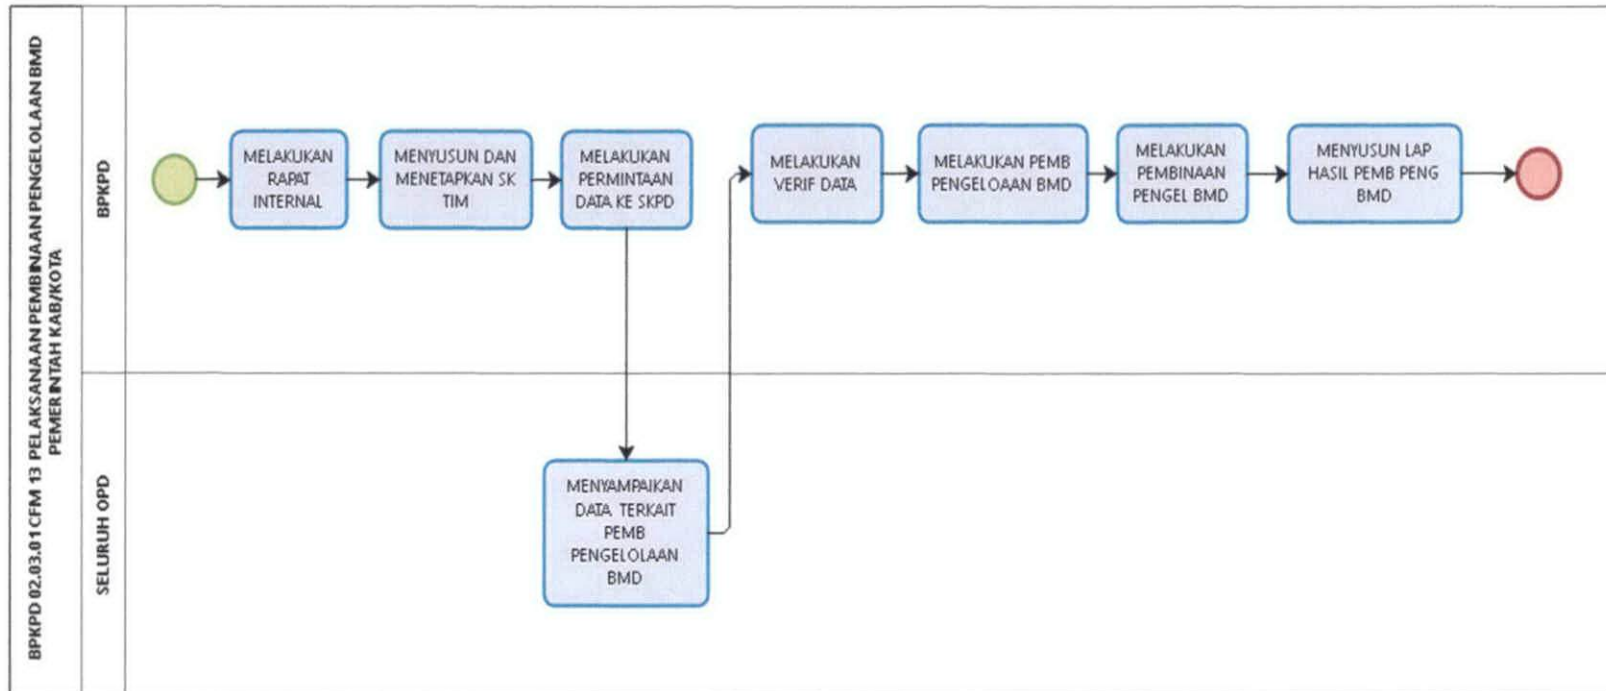 BPKPD 02.03.01 CFM 13 PELAKSANAAN PEMBINAAN PENGELOLAAN BMD
PEMERINTAH KAB/KOTA
BPKPD
MELAKUKAN
RAPAT
INTERNAL
MENYUSUN DAN
MENETAPKAN SK
TIM
MELAKUKAN
PERMINTAAN
DATA KE SKPD
MELAKUKAN
VERIF DATA
MELAKUKAN PEMB
PENGELOAAN BMD
MELAKUKAN
PEMBINAAN
PENGEL BMD
MENYUSUN LAP
HASIL PEMB PENG
BMD
SELURUH OPD
MENYAMPAIKAN
DATA TERKAIT
PEMB
PENGELOLAAN
BMD